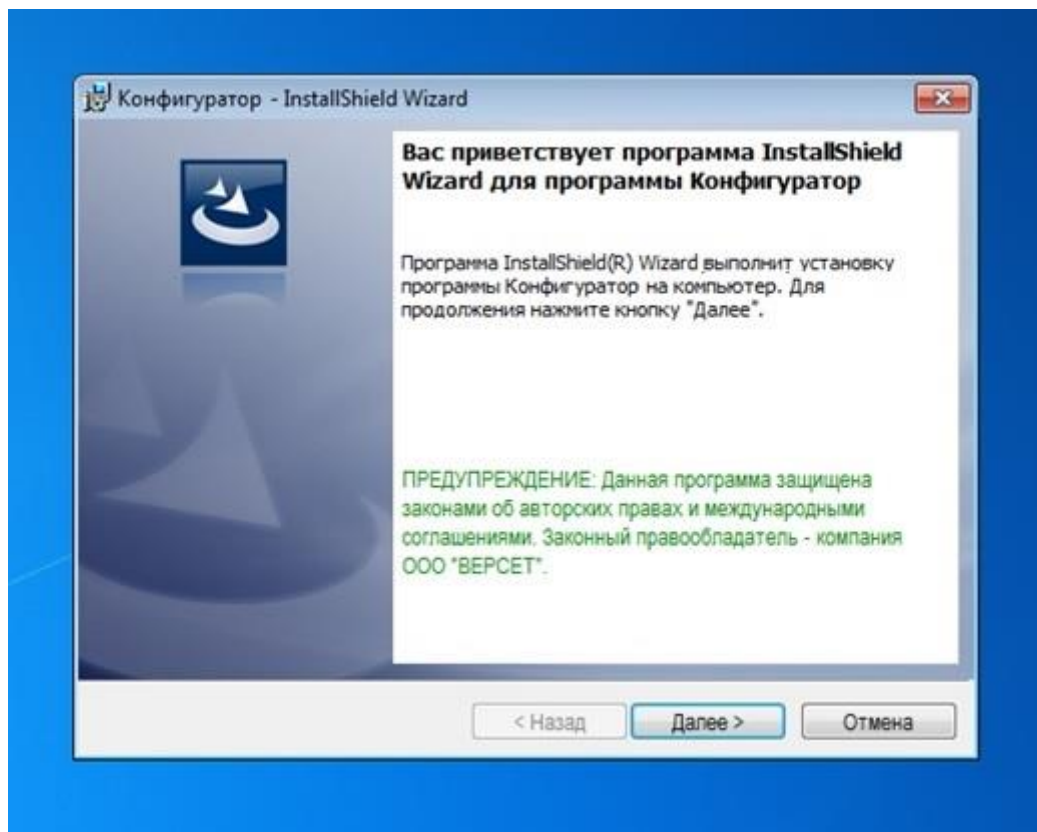 Конфигуратор - InstallShield Wizard
Вас приветствует программа InstallShield
Wizard для программы Конфигуратор
Программа InstallShield(R) Wizard выполнит установку
программы Конфигуратор на компьютер. Для
продолжения нажмите кнопку "Далее".
ПРЕДУПРЕЖДЕНИЕ: Данная программа защищена
законами об авторских правах и международными
соглашениями. Законный правообладатель - компания
ООО "ВЕРСЕТ".
< Назад Далее > Отмена